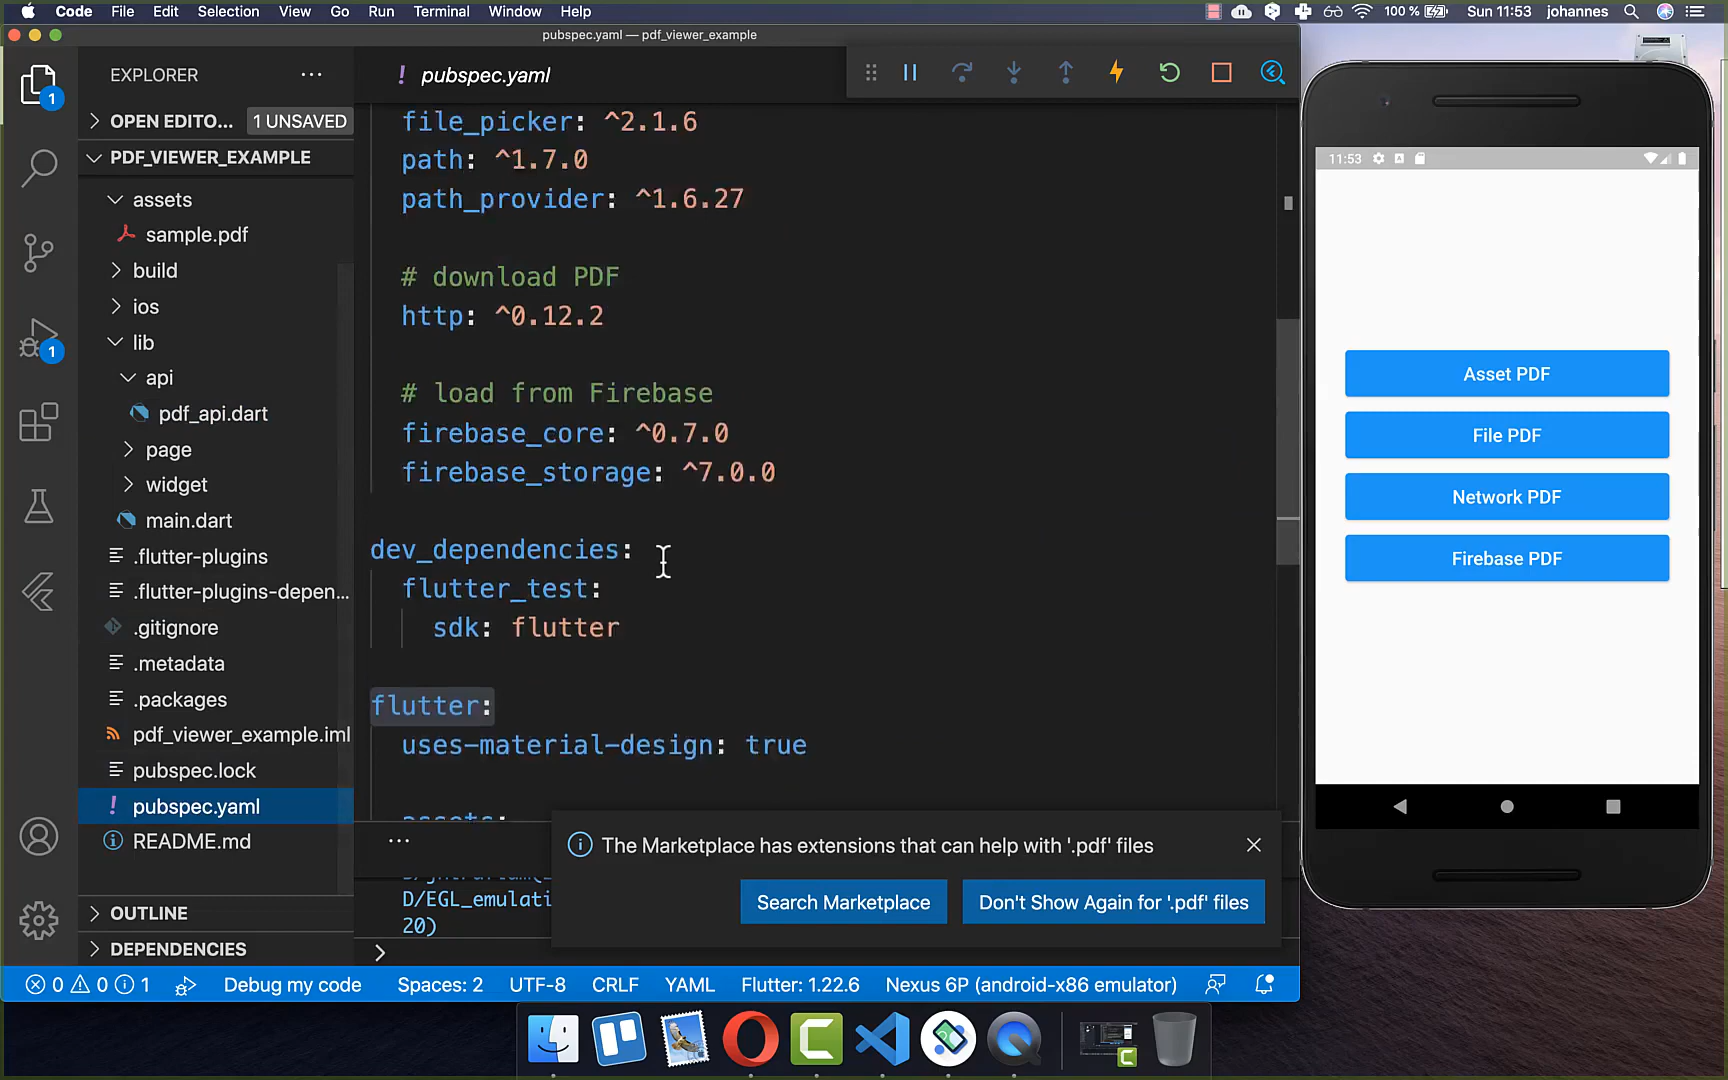 Code File Edit Selection View Go Run Terminal Window Help
100 % Sun 11:53 johannes
pubspec.yaml — pdf_viewer_example
EXPLORER
OPEN EDITO... 1 UNSAVED
PDF_VIEWER_EXAMPLE
assets
sample.pdf
build
ios
lib
api
pdf_api.dart
page
widget
main.dart
.flutter-plugins
.flutter-plugins-depen...
.gitignore
.metadata
.packages
pdf_viewer_example.iml
pubspec.lock
! pubspec.yaml
README.md
OUTLINE
DEPENDENCIES
1
1
! pubspec.yaml
file_picker: ^2.1.6
path: ^1.7.0
path_provider: ^1.6.27
# download PDF
http: ^0.12.2
# load from Firebase
firebase_core: ^0.7.0
firebase_storage: ^7.0.0
dev_dependencies:
flutter_test:
sdk: flutter
flutter:
uses-material-design: true
assets:
D/EGL_emulati
20)
The Marketplace has extensions that can help with '.pdf' files
Search Marketplace
Don't Show Again for '.pdf' files
0 0 1 Debug my code Spaces: 2 UTF-8 CRLF YAML Flutter: 1.22.6 Nexus 6P (android-x86 emulator)
11:53
Asset PDF
File PDF
Network PDF
Firebase PDF